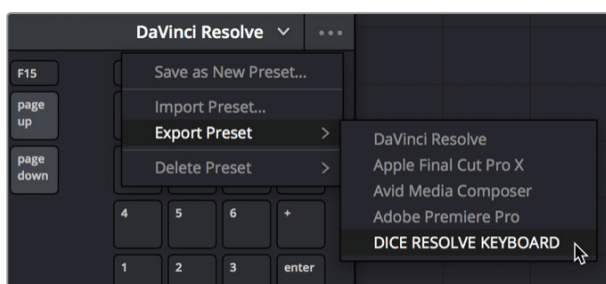 DaVinci Resolve
F15
Save as New Preset...
page
up
Import Preset...
Export Preset >
DaVinci Resolve
page
down
Delete Preset >
Apple Final Cut Pro X
Avid Media Composer
Adobe Premiere Pro
DICE RESOLVE KEYBOARD
4 5 6 +
1 2 3 enter